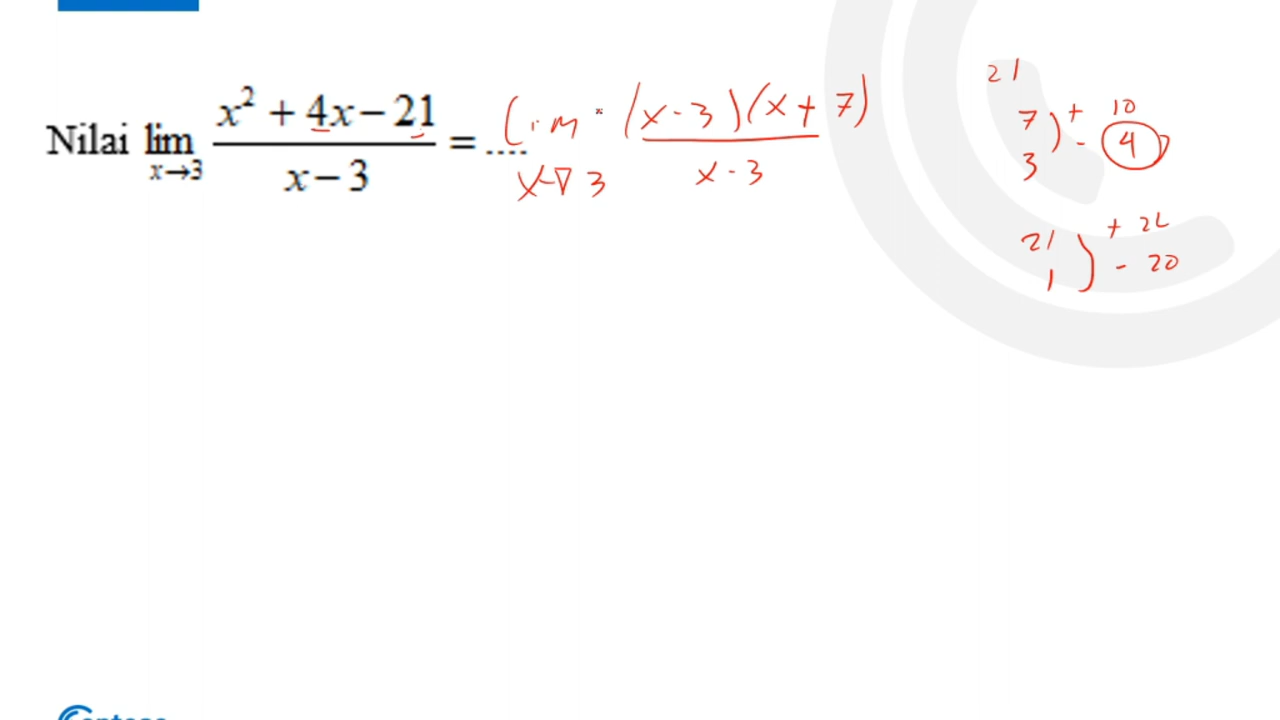 Nilai lim x→3 (x² + 4x − 21)/(x − 3) = ....
lim x→3 (x - 3)(x + 7)/(x - 3)
21
7 + 10
3 - 4
21 + 22
1 - 20